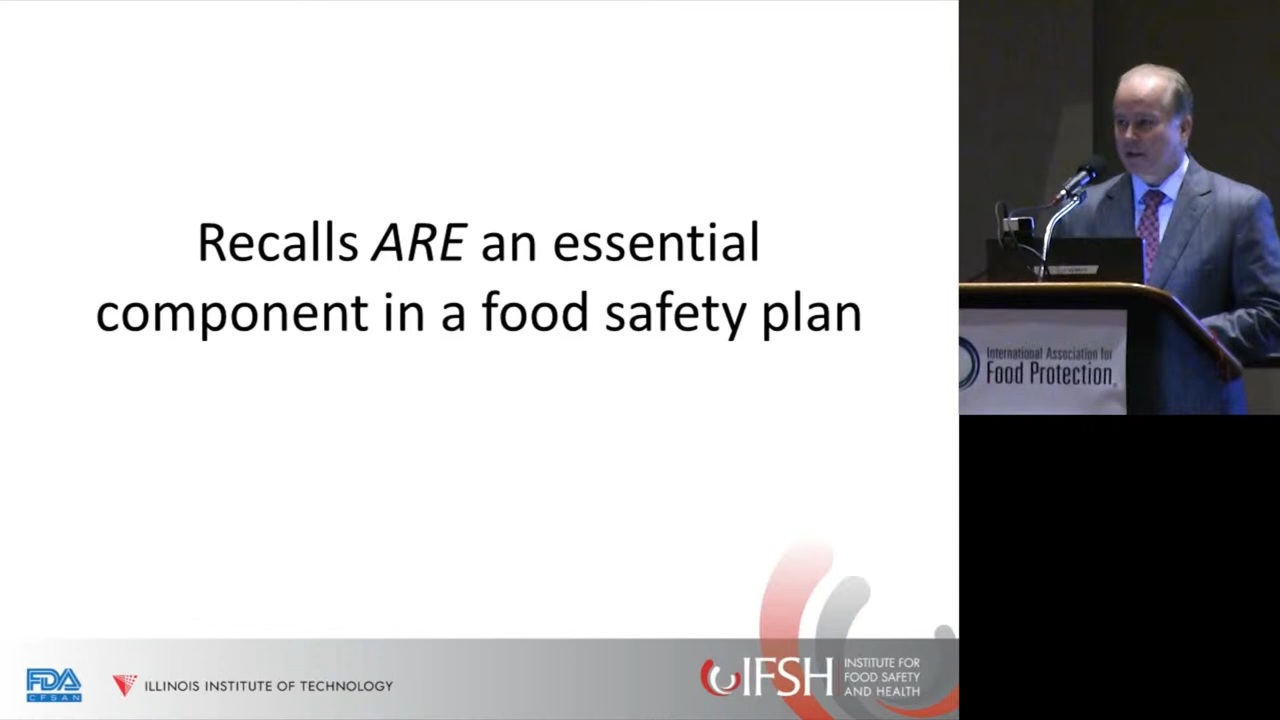 Recalls ARE an essential
component in a food safety plan
International Association for
Food Protection
FDA
CFSAN
ILLINOIS INSTITUTE OF TECHNOLOGY
IFSH
INSTITUTE FOR
FOOD SAFETY
AND HEALTH